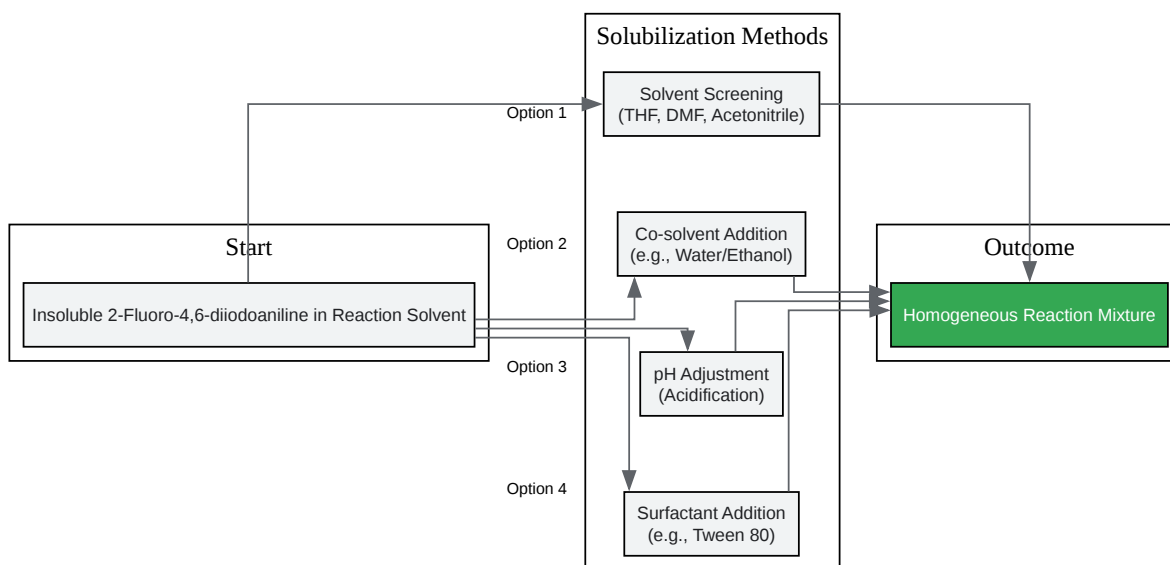 Solubilization Methods
Solvent Screening
(THF, DMF, Acetonitrile)
Option 1
Option 2
Co-solvent Addition
(e.g., Water/Ethanol)
Start
Outcome
Insoluble 2-Fluoro-4,6-diiodoaniline in Reaction Solvent
Homogeneous Reaction Mixture
Option 3
pH Adjustment
(Acidification)
Option 4
Surfactant Addition
(e.g., Tween 80)